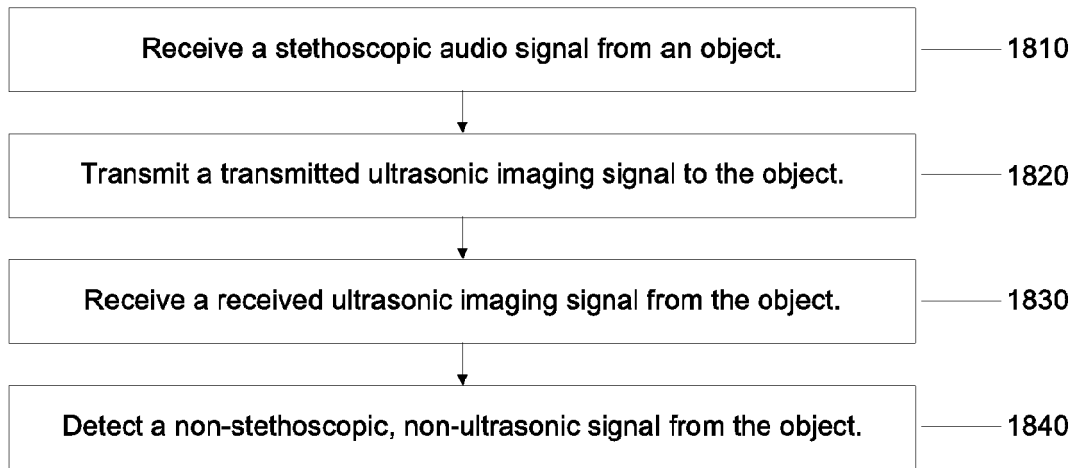 Receive a stethoscopic audio signal from an object. 1810
Transmit a transmitted ultrasonic imaging signal to the object. 1820
Receive a received ultrasonic imaging signal from the object. 1830
Detect a non-stethoscopic, non-ultrasonic signal from the object. 1840